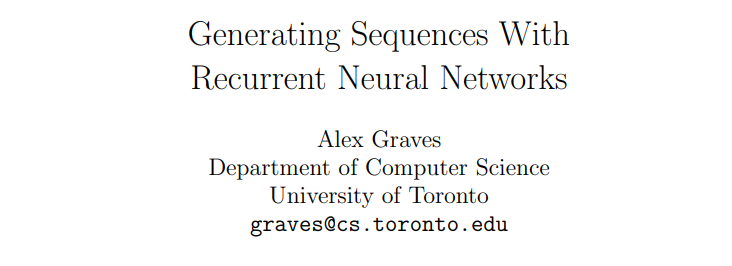 Generating Sequences With
Recurrent Neural Networks
Alex Graves
Department of Computer Science
University of Toronto
graves@cs.toronto.edu